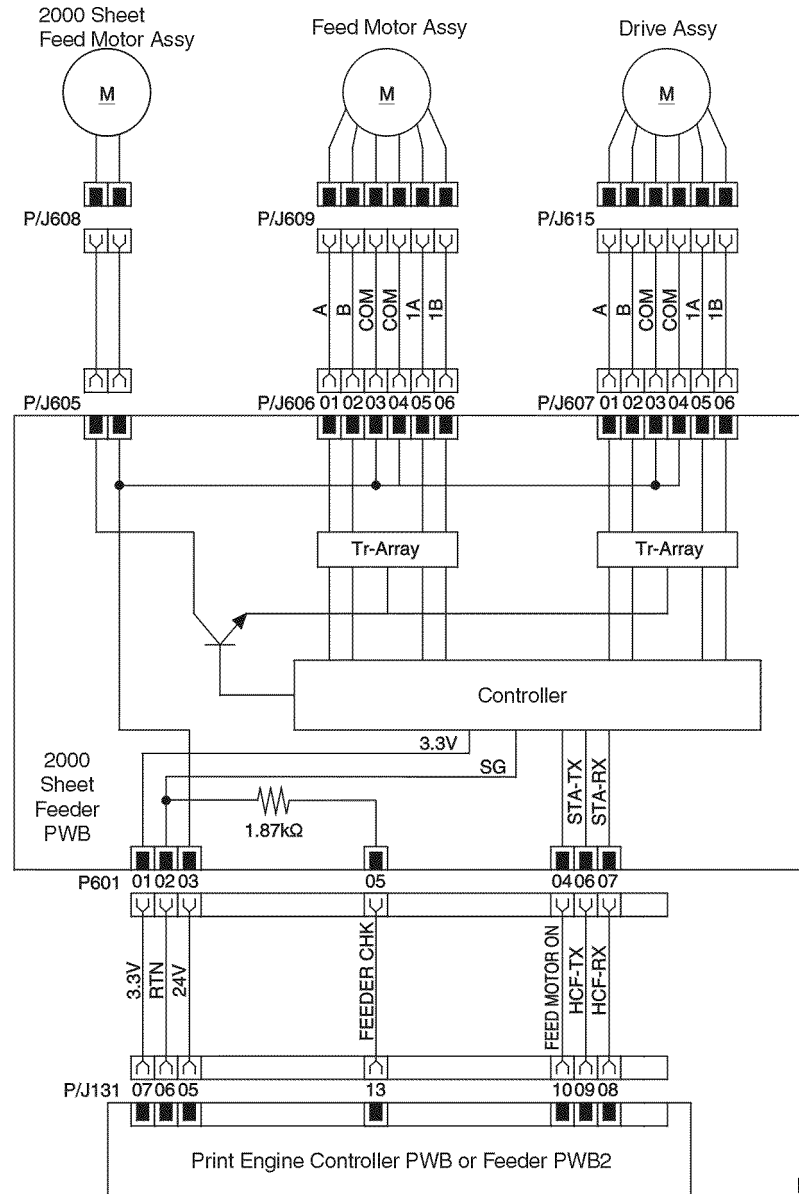 2000 Sheet
Feed Motor Assy
Feed Motor Assy
Drive Assy
M
M
M
P/J608
P/J609
P/J615
A
B
COM
COM
1A
1B
A
B
COM
COM
1A
1B
P/J605
P/J606 01 02 03 04 05 06
P/J607 01 02 03 04 05 06
Tr-Array
Tr-Array
Controller
3.3V
SG
STA-TX
STA-RX
2000
Sheet
Feeder
PWB
1.87kΩ
P601 01 02 03 05 04 06 07
3.3V
RTN
24V
FEEDER CHK
FEED MOTOR ON
HCF-TX
HCF-RX
P/J131 07 06 05 13 10 09 08
Print Engine Controller PWB or Feeder PWB2